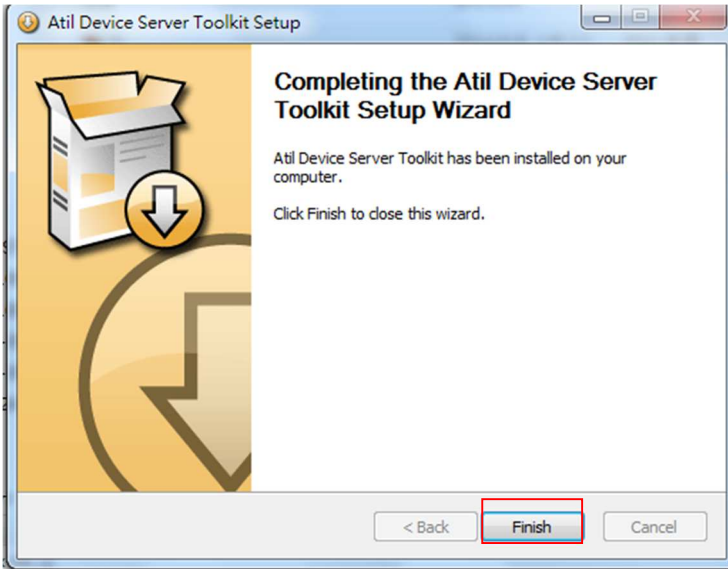 Atil Device Server Toolkit Setup
Completing the Atil Device Server
Toolkit Setup Wizard
Atil Device Server Toolkit has been installed on your
computer.
Click Finish to close this wizard.
< Back
Finish
Cancel